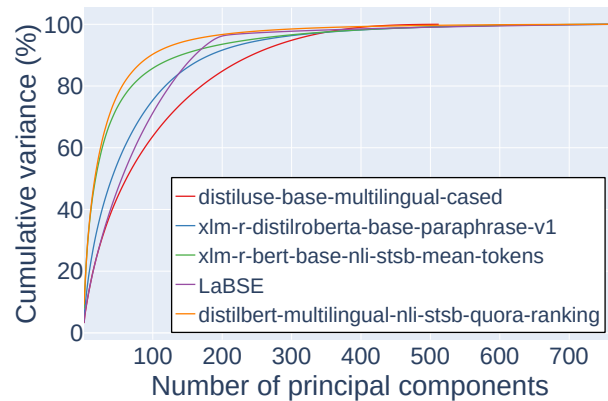 Cumulative variance (%)
100
80
60
40
20
0
distiluse-base-multilingual-cased
xlm-r-distilroberta-base-paraphrase-v1
xlm-r-bert-base-nli-stsb-mean-tokens
LaBSE
distilbert-multilingual-nli-stsb-quora-ranking
100 200 300 400 500 600 700
Number of principal components